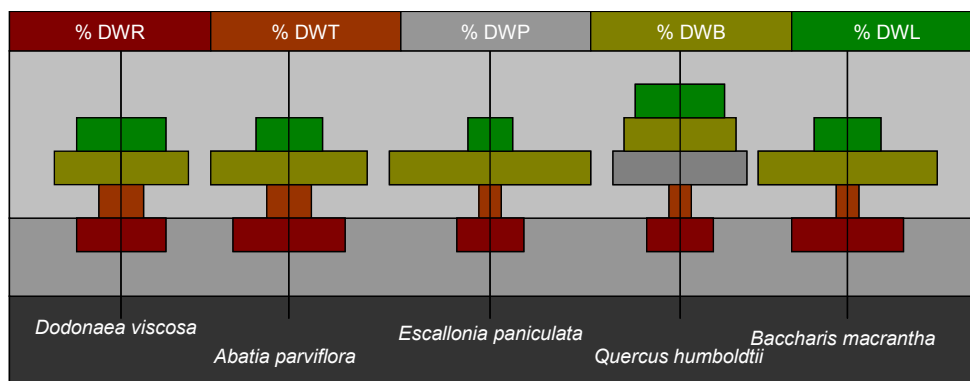 % DWR % DWT % DWP % DWB % DWL
Dodonaea viscosa
Abatia parviflora
Escallonia paniculata
Quercus humboldtii
Baccharis macrantha